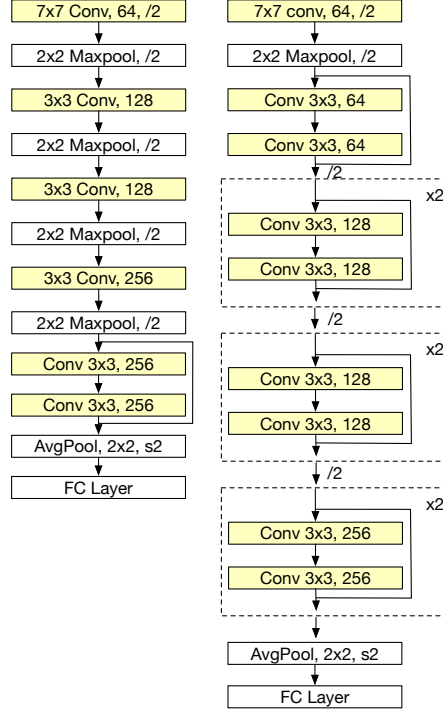 7x7 Conv, 64, /2
2x2 Maxpool, /2
3x3 Conv, 128
2x2 Maxpool, /2
3x3 Conv, 128
2x2 Maxpool, /2
3x3 Conv, 256
2x2 Maxpool, /2
Conv 3x3, 256
Conv 3x3, 256
AvgPool, 2x2, s2
FC Layer
7x7 conv, 64, /2
2x2 Maxpool, /2
Conv 3x3, 64
Conv 3x3, 64
/2
x2
Conv 3x3, 128
Conv 3x3, 128
/2
x2
Conv 3x3, 128
Conv 3x3, 128
/2
x2
Conv 3x3, 256
Conv 3x3, 256
AvgPool, 2x2, s2
FC Layer